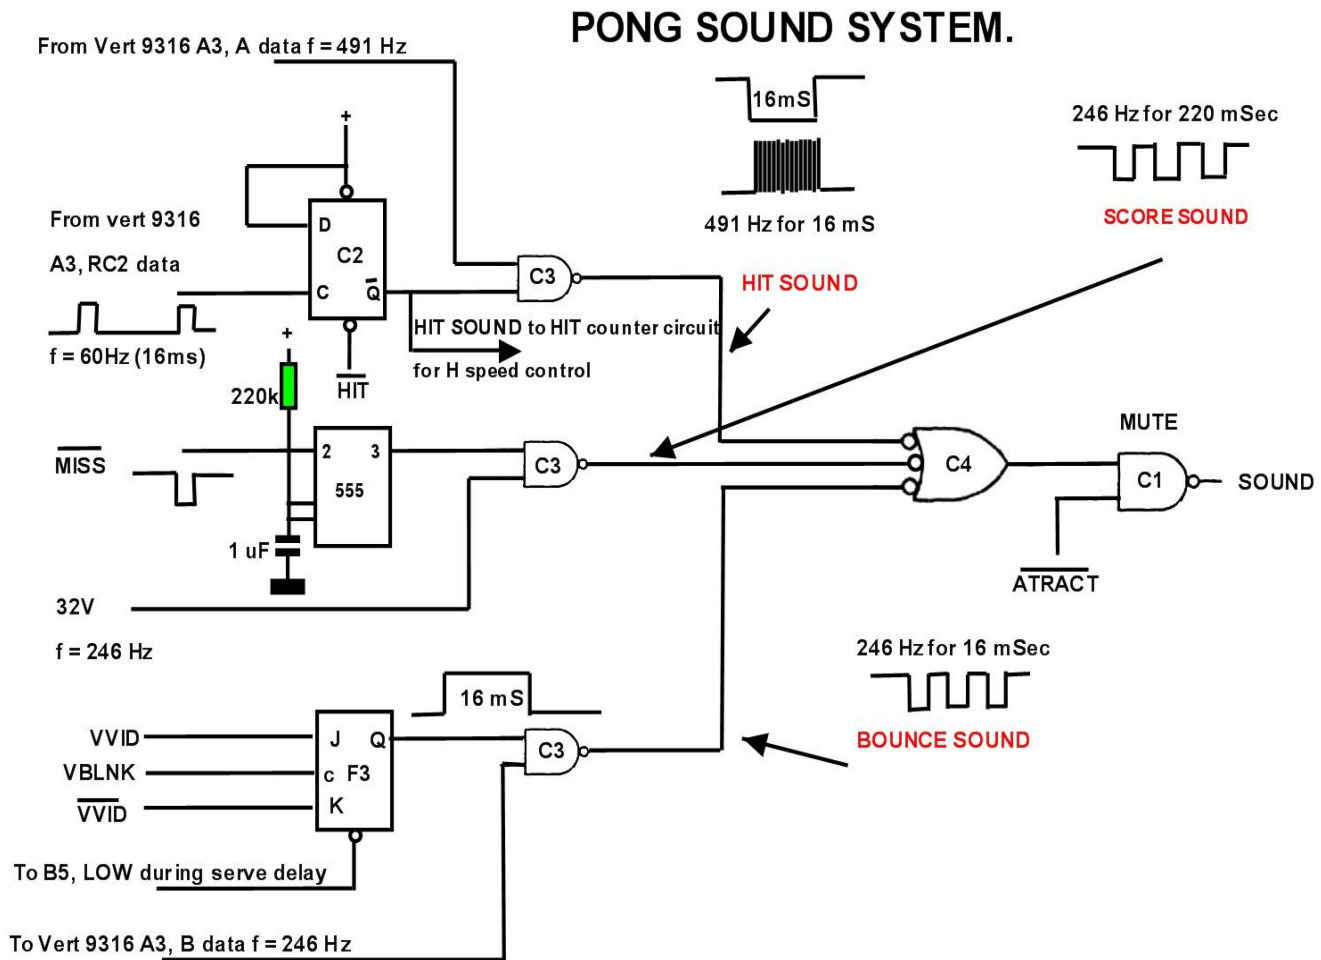 PONG SOUND SYSTEM.
From Vert 9316 A3, A data f = 491 Hz
16mS
246 Hz for 220 mSec
+
D
C2
C
Q
From vert 9316
A3, RC2 data
C3
491 Hz for 16 mS
SCORE SOUND
HIT SOUND
f = 60Hz (16ms)
+
HIT SOUND to HIT counter circuit
for H speed control
220k
HIT
MISS
2
3
555
C3
C4
MUTE
C1
SOUND
1 uF
ATRACT
32V
f = 246 Hz
246 Hz for 16 mSec
16 mS
VVID
VBLNK
VVID
J
Q
c
F3
K
C3
BOUNCE SOUND
To B5, LOW during serve delay
To Vert 9316 A3, B data f = 246 Hz